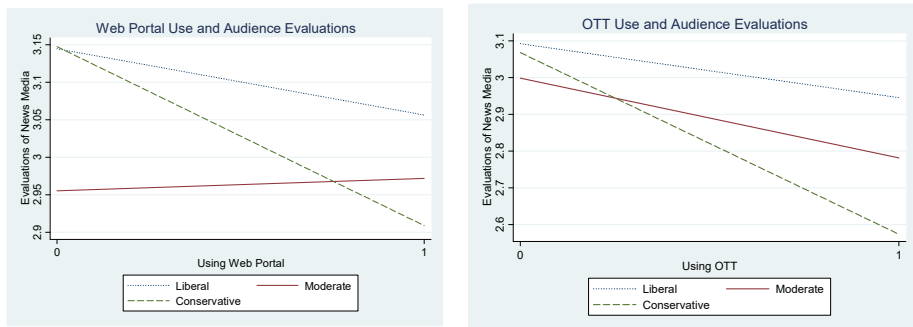 Web Portal Use and Audience Evaluations
Evaluations of News Media
3.15
3.1
3.05
3
2.95
2.9
0
1
Using Web Portal
Liberal
Moderate
Conservative
OTT Use and Audience Evaluations
Evaluations of News Media
3.1
3
2.9
2.8
2.7
2.6
0
1
Using OTT
Liberal
Moderate
Conservative